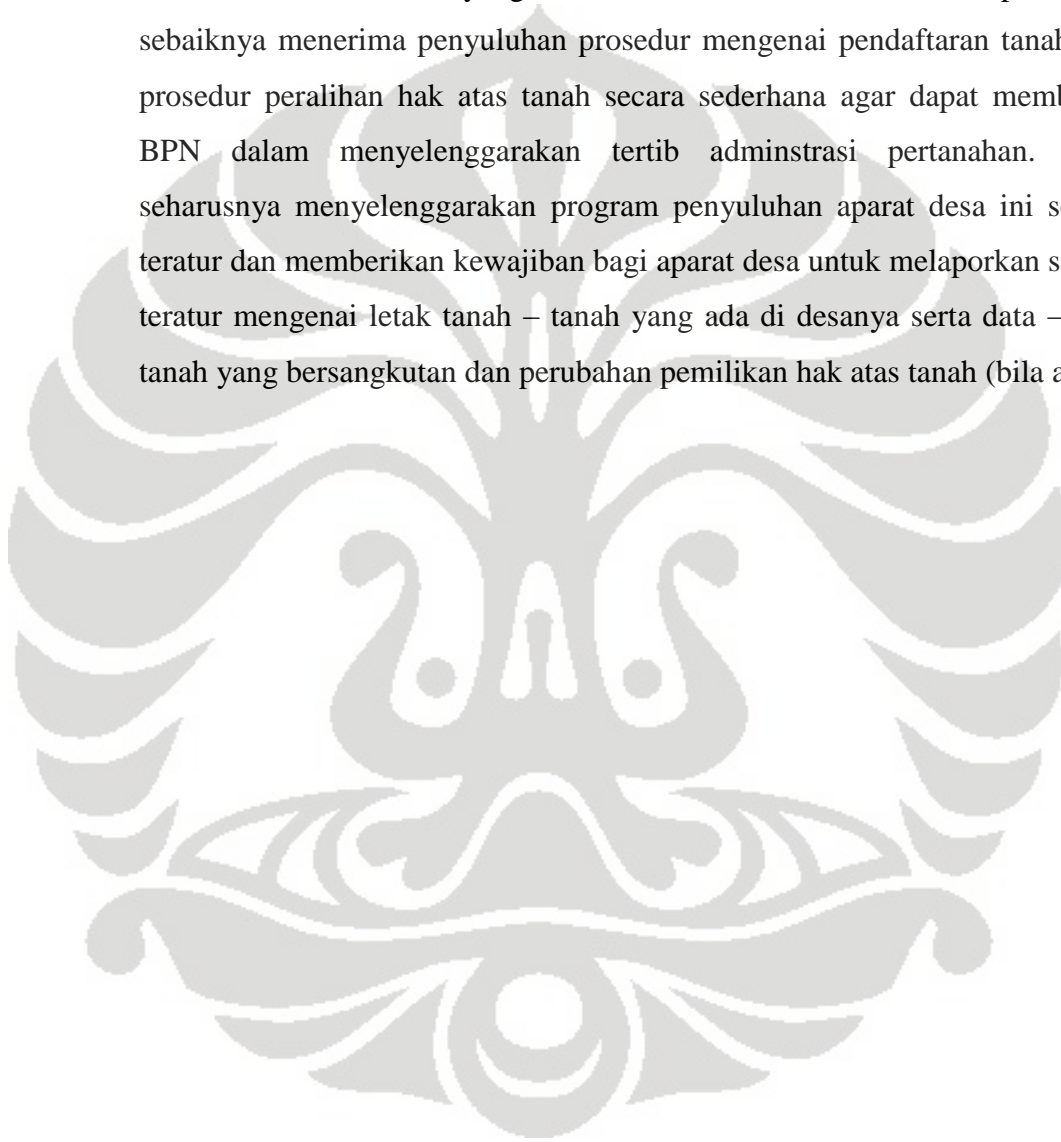 sebaiknya menerima penyuluhan prosedur mengenai pendaftaran tanah
prosedur peralihan hak atas tanah secara sederhana agar dapat memb
BPN dalam menyelenggarakan tertib adminstrasi pertanahan.
seharusnya menyelenggarakan program penyuluhan aparat desa ini s
teratur dan memberikan kewajiban bagi aparat desa untuk melaporkan s
teratur mengenai letak tanah – tanah yang ada di desanya serta data –
tanah yang bersangkutan dan perubahan pemilikan hak atas tanah (bila a